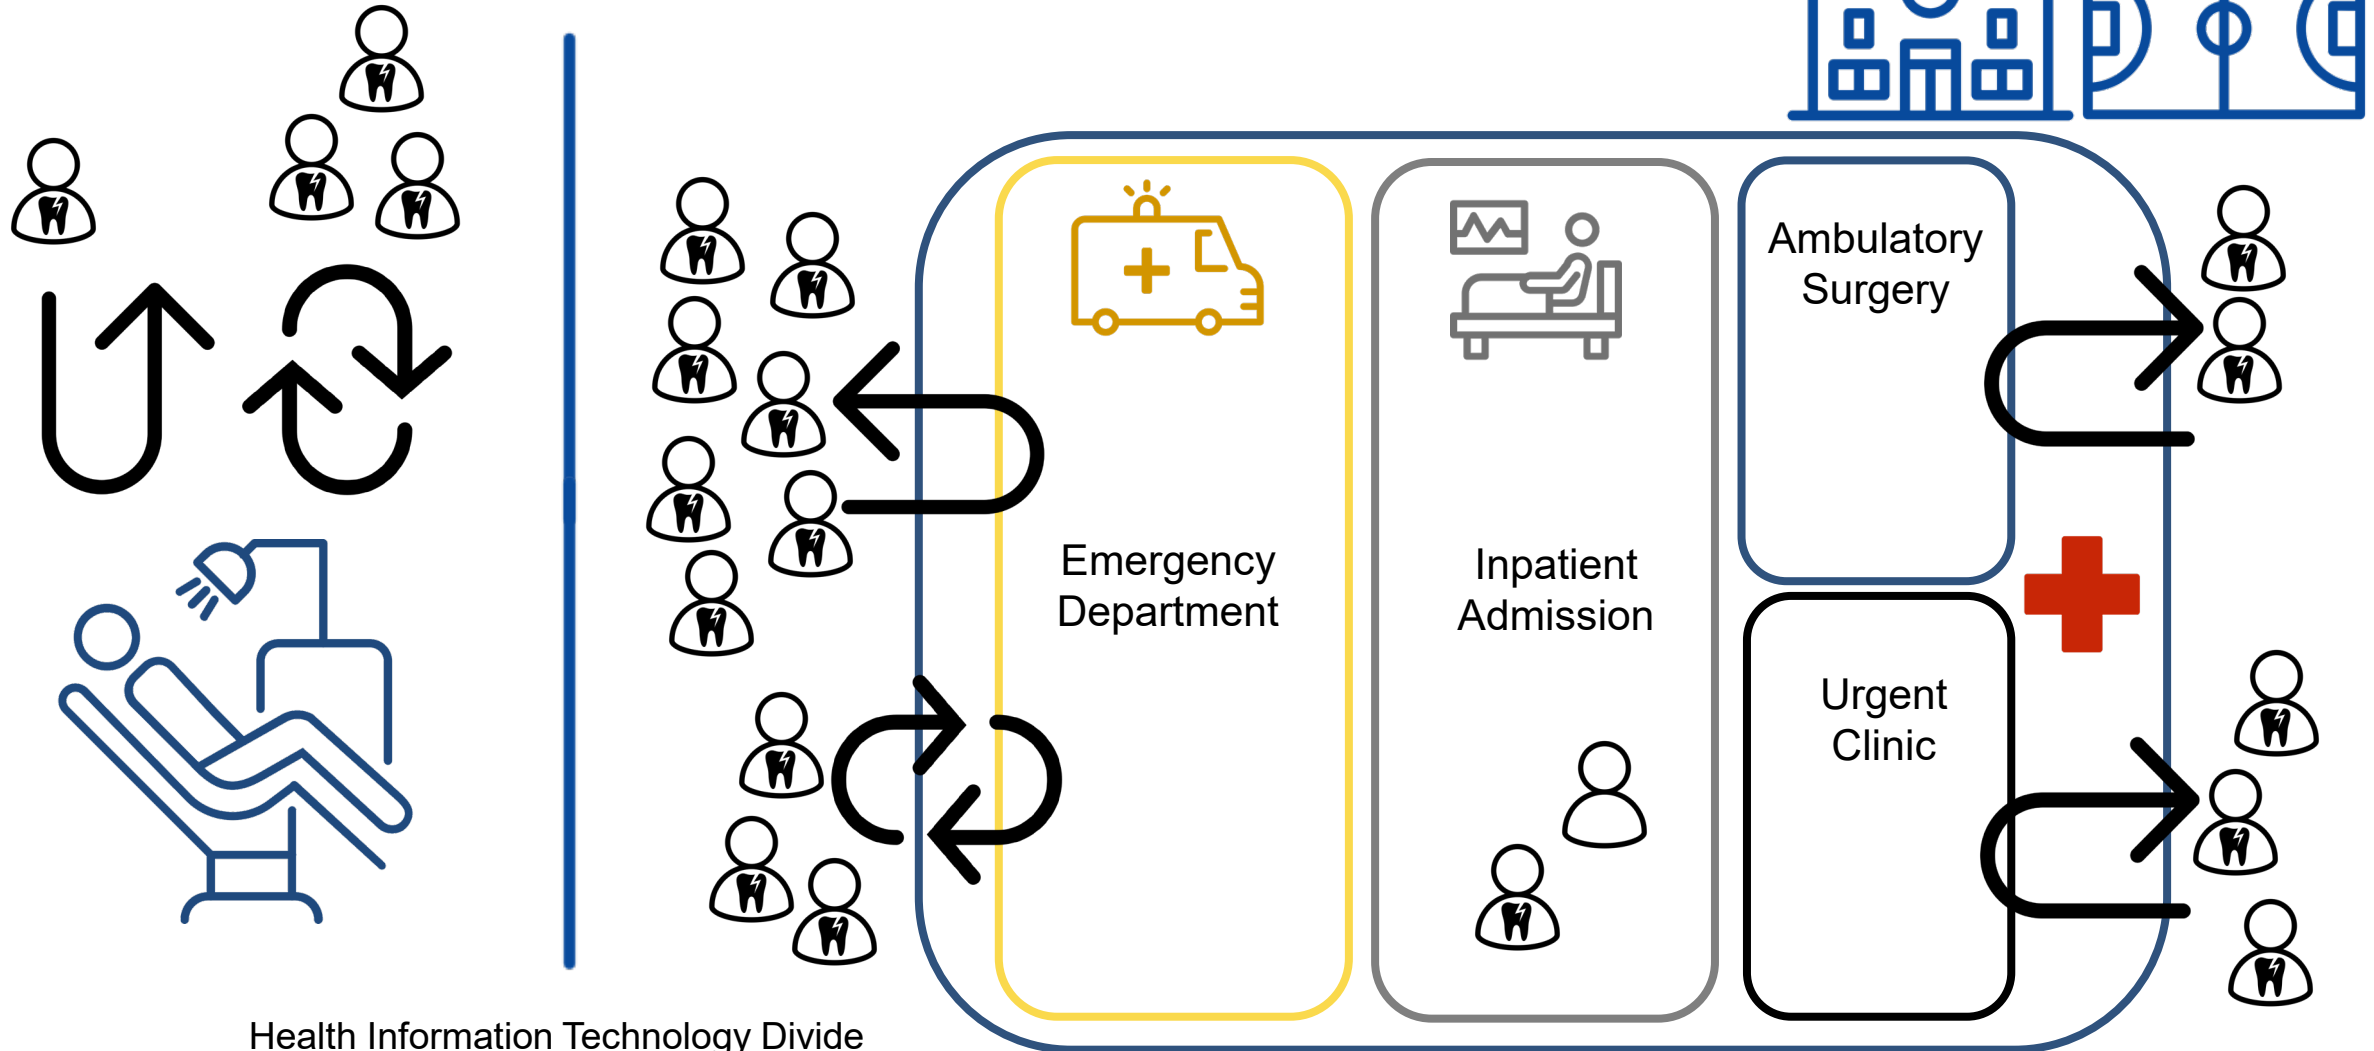 Ambulatory
Surgery
Emergency
Department
Inpatient
Admission
Urgent
Clinic
Health Information Technology Divide